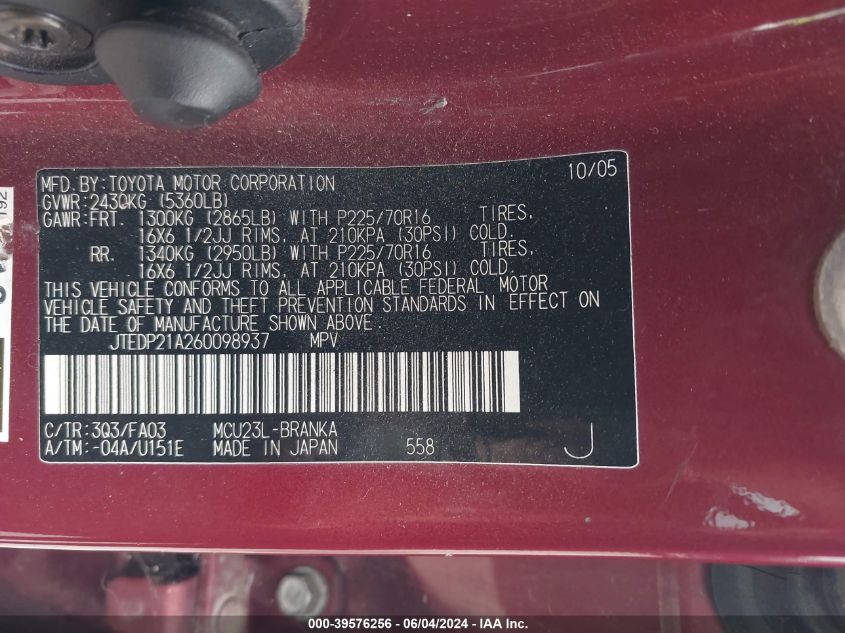 MFD.BY:TOYOTA MOTOR CORPORATION 10/05
GVWR:2430KG (5360LB)
GAWR:FRT. 1300KG (2865LB) WITH P225/70R16 TIRES,
16X6 1/2JJ RIMS, AT 210KPA (30PSI) COLD.
RR. 1340KG (2950LB) WITH P225/70R16 TIRES,
16X6 1/2JJ RIMS, AT 210KPA (30PSI) COLD.
THIS VEHICLE CONFORMS TO ALL APPLICABLE FEDERAL MOTOR
VEHICLE SAFETY AND THEFT PREVENTION STANDARDS IN EFFECT ON
THE DATE OF MANUFACTURE SHOWN ABOVE.
JTEDP21A260098937 MPV
C/TR:3Q3/FA03 MCU23L-BRANKA
A/TM:-04A/U151E MADE IN JAPAN 558 J
192
000-39576256 - 06/04/2024 - © IAA, Inc.